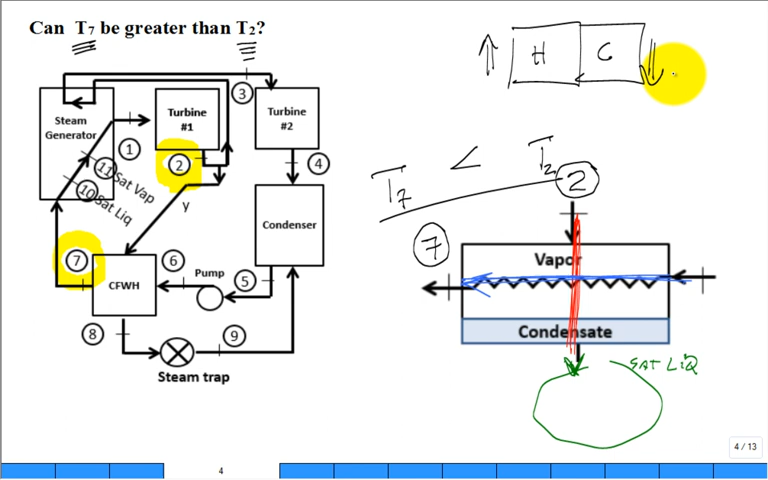 Can T7 be greater than T2?
H C
Steam
Generator
Turbine
#1
Turbine
#2
3
1
2
4
11 Sat Vap
10 Sat Liq
y
T7 < T2
2
7
Condenser
Vapor
7
CFWH
6
Pump
5
8
9
Condensate
Steam trap
SAT LIQ
4 / 13
4